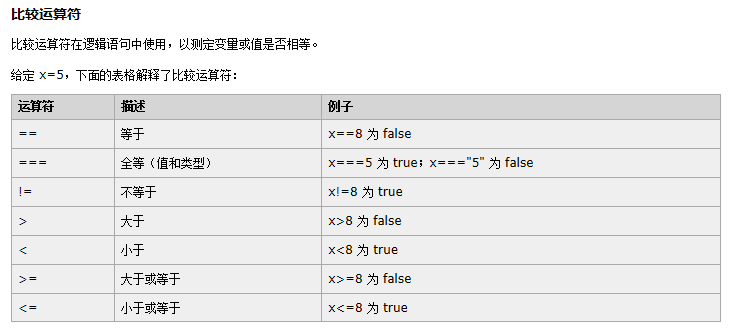 比较运算符
比较运算符在逻辑语句中使用，以测定变量或值是否相等。
给定 x=5，下面的表格解释了比较运算符：
运算符 描述 例子
== 等于 x==8 为 false
=== 全等（值和类型） x===5 为 true；x==="5" 为 false
!= 不等于 x!=8 为 true
> 大于 x>8 为 false
< 小于 x<8 为 true
>= 大于或等于 x>=8 为 false
<= 小于或等于 x<=8 为 true